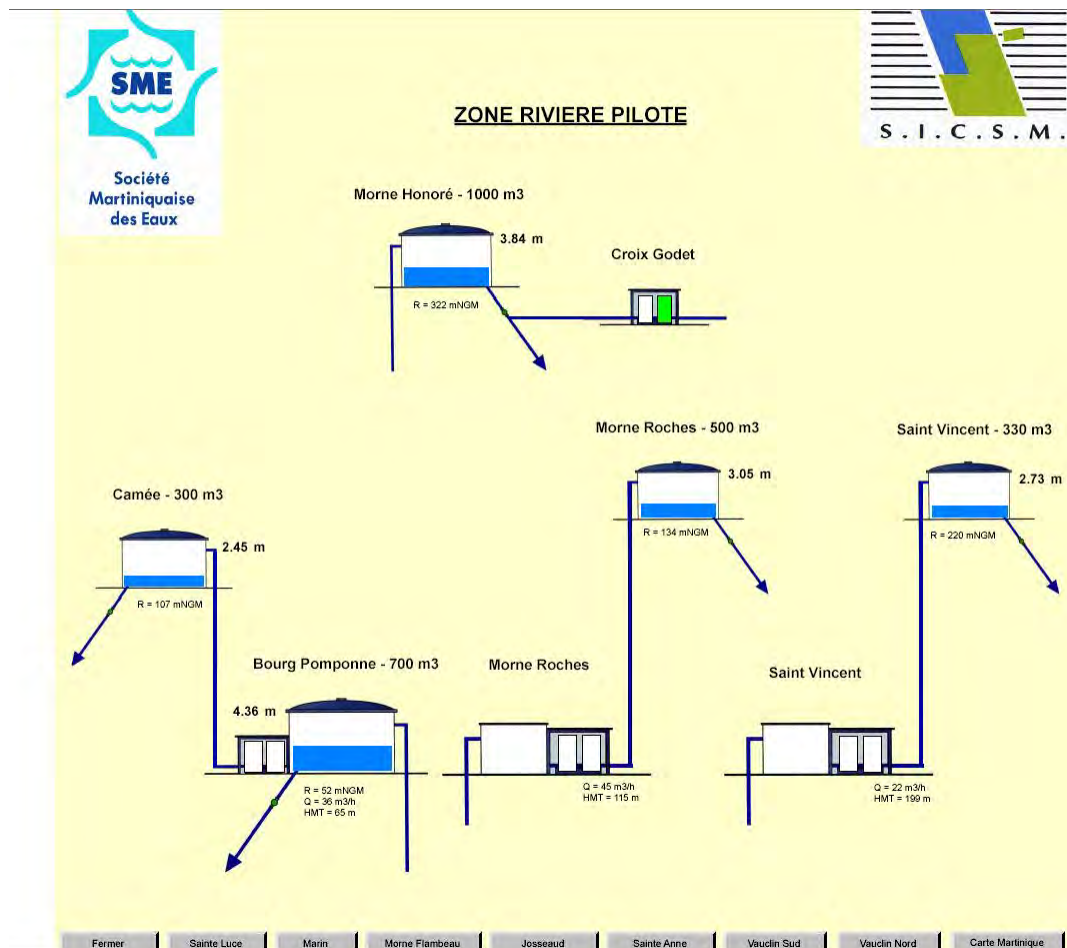 SME
Société
Martiniquaise
des Eaux
ZONE RIVIERE PILOTE
S. I. C. S. M.
Morne Honoré - 1000 m3
3.84 m
R = 322 mNGM
Croix Godet
Morne Roches - 500 m3
3.05 m
R = 134 mNGM
Saint Vincent - 330 m3
2.73 m
R = 220 mNGM
Camée - 300 m3
2.45 m
R = 107 mNGM
Bourg Pomponne - 700 m3
4.36 m
R = 52 mNGM
Q = 36 m3/h
HMT = 65 m
Morne Roches
Q = 45 m3/h
HMT = 115 m
Saint Vincent
Q = 22 m3/h
HMT = 199 m
Fermer
Sainte Luce
Marin
Morne Flambeau
Josseaud
Sainte Anne
Vauclin Sud
Vauclin Nord
Carte Martinique